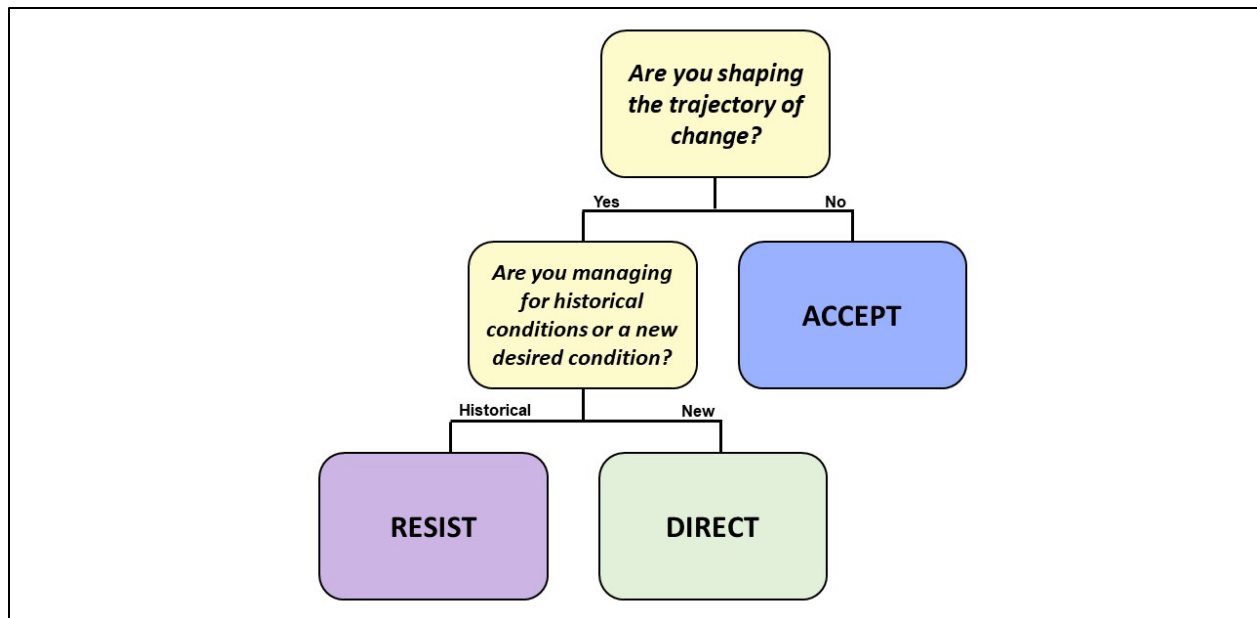 Are you shaping
the trajectory of
change?
Yes
No
Are you managing
for historical
conditions or a new
desired condition?
ACCEPT
Historical
New
RESIST
DIRECT